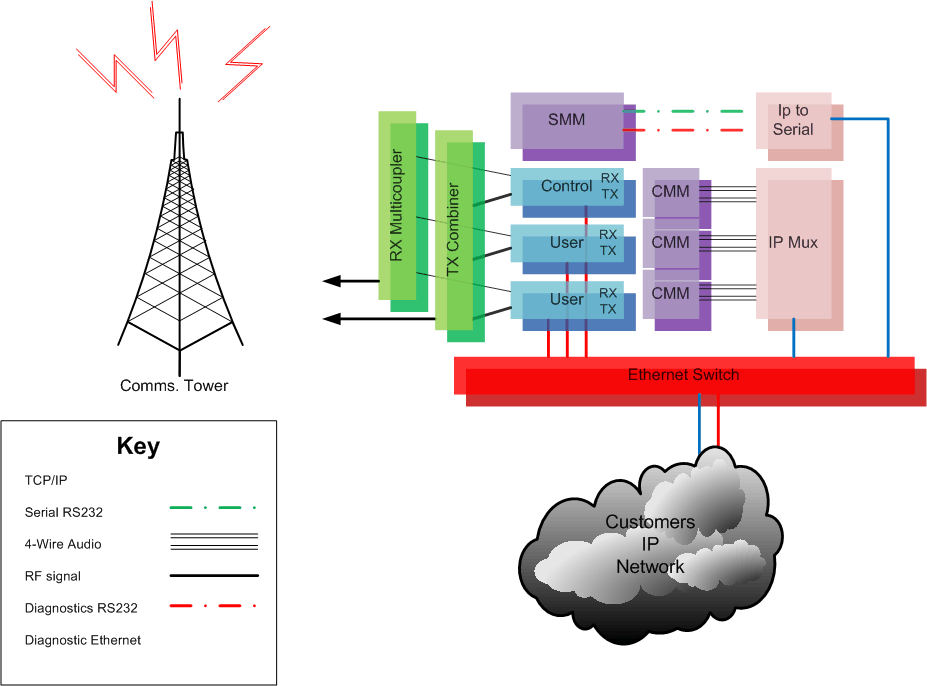 SMM
Ip to
Serial
RX Multicoupler
TX Combiner
Control
RX
TX
CMM
User
RX
TX
CMM
IP Mux
User
RX
TX
CMM
Ethernet Switch
Comms. Tower
Customers
IP
Network
Key
TCP/IP
Serial RS232
4-Wire Audio
RF signal
Diagnostics RS232
Diagnostic Ethernet